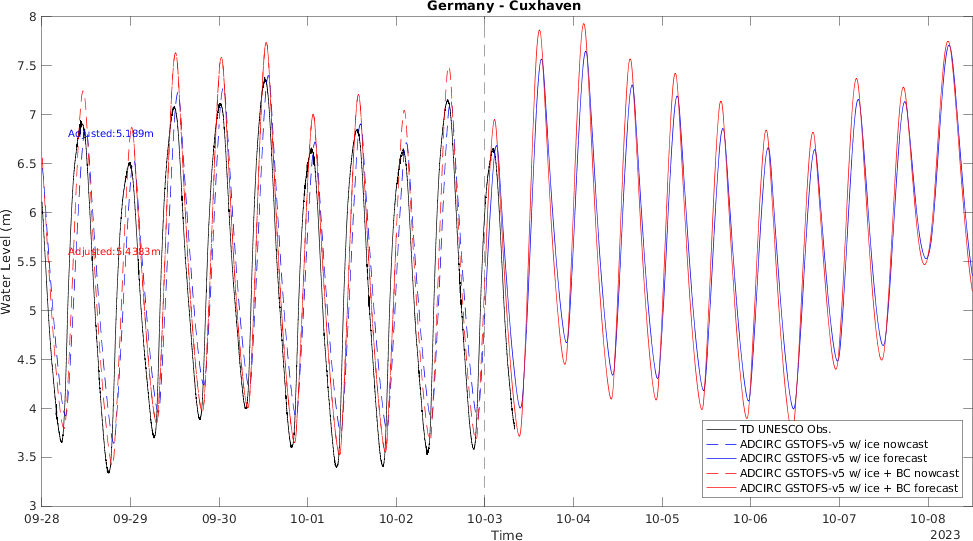 Germany - Cuxhaven
8
7.5
7
6.5
6
5.5
5
4.5
4
3.5
3
Water Level (m)
Adjusted:5.189m
Adjusted:5.4383m
TD UNESCO Obs.
ADCIRC GSTOFS-v5 w/ ice nowcast
ADCIRC GSTOFS-v5 w/ ice forecast
ADCIRC GSTOFS-v5 w/ ice + BC nowcast
ADCIRC GSTOFS-v5 w/ ice + BC forecast
09-28 09-29 09-30 10-01 10-02 10-03 10-04 10-05 10-06 10-07 10-08
Time
2023